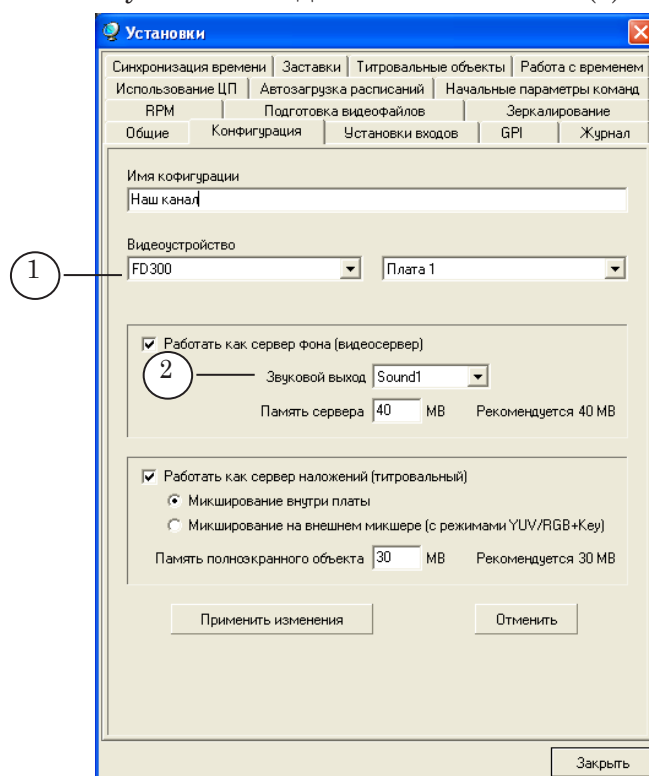 Установки
Синхронизация времени Заставки Титровальные объекты Работа с временем
Использование ЦП Автозагрузка расписаний Начальные параметры команд
RPM Подготовка видеофайлов Зеркалирование
Общие Конфигурация Установки входов GPI Журнал
Имя кофигурации
Наш канал
Видеоустройство
1 FD300 Плата 1
Работать как сервер фона (видеосервер)
2 Звуковой выход Sound1
Память сервера 40 MB Рекомендуется 40 MB
Работать как сервер наложений (титровальный)
Микширование внутри платы
Микширование на внешнем микшере (с режимами YUV/RGB+Key)
Память полноэкранного объекта 30 MB Рекомендуется 30 MB
Применить изменения Отменить
Закрыть